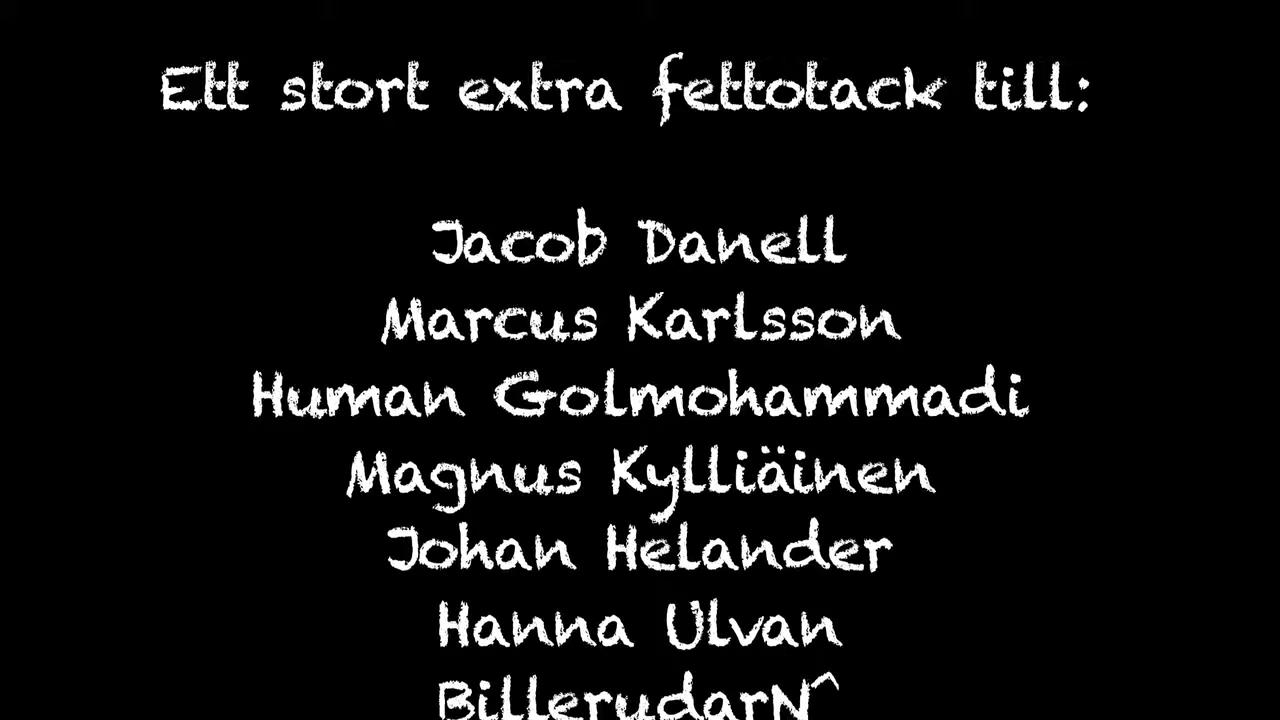 Ett stort extra fettotack till:
Jacob Danell
Marcus Karlsson
Human Golmohammadi
Magnus Kylliäinen
Johan Helander
Hanna Ulvan
BillerudarN^